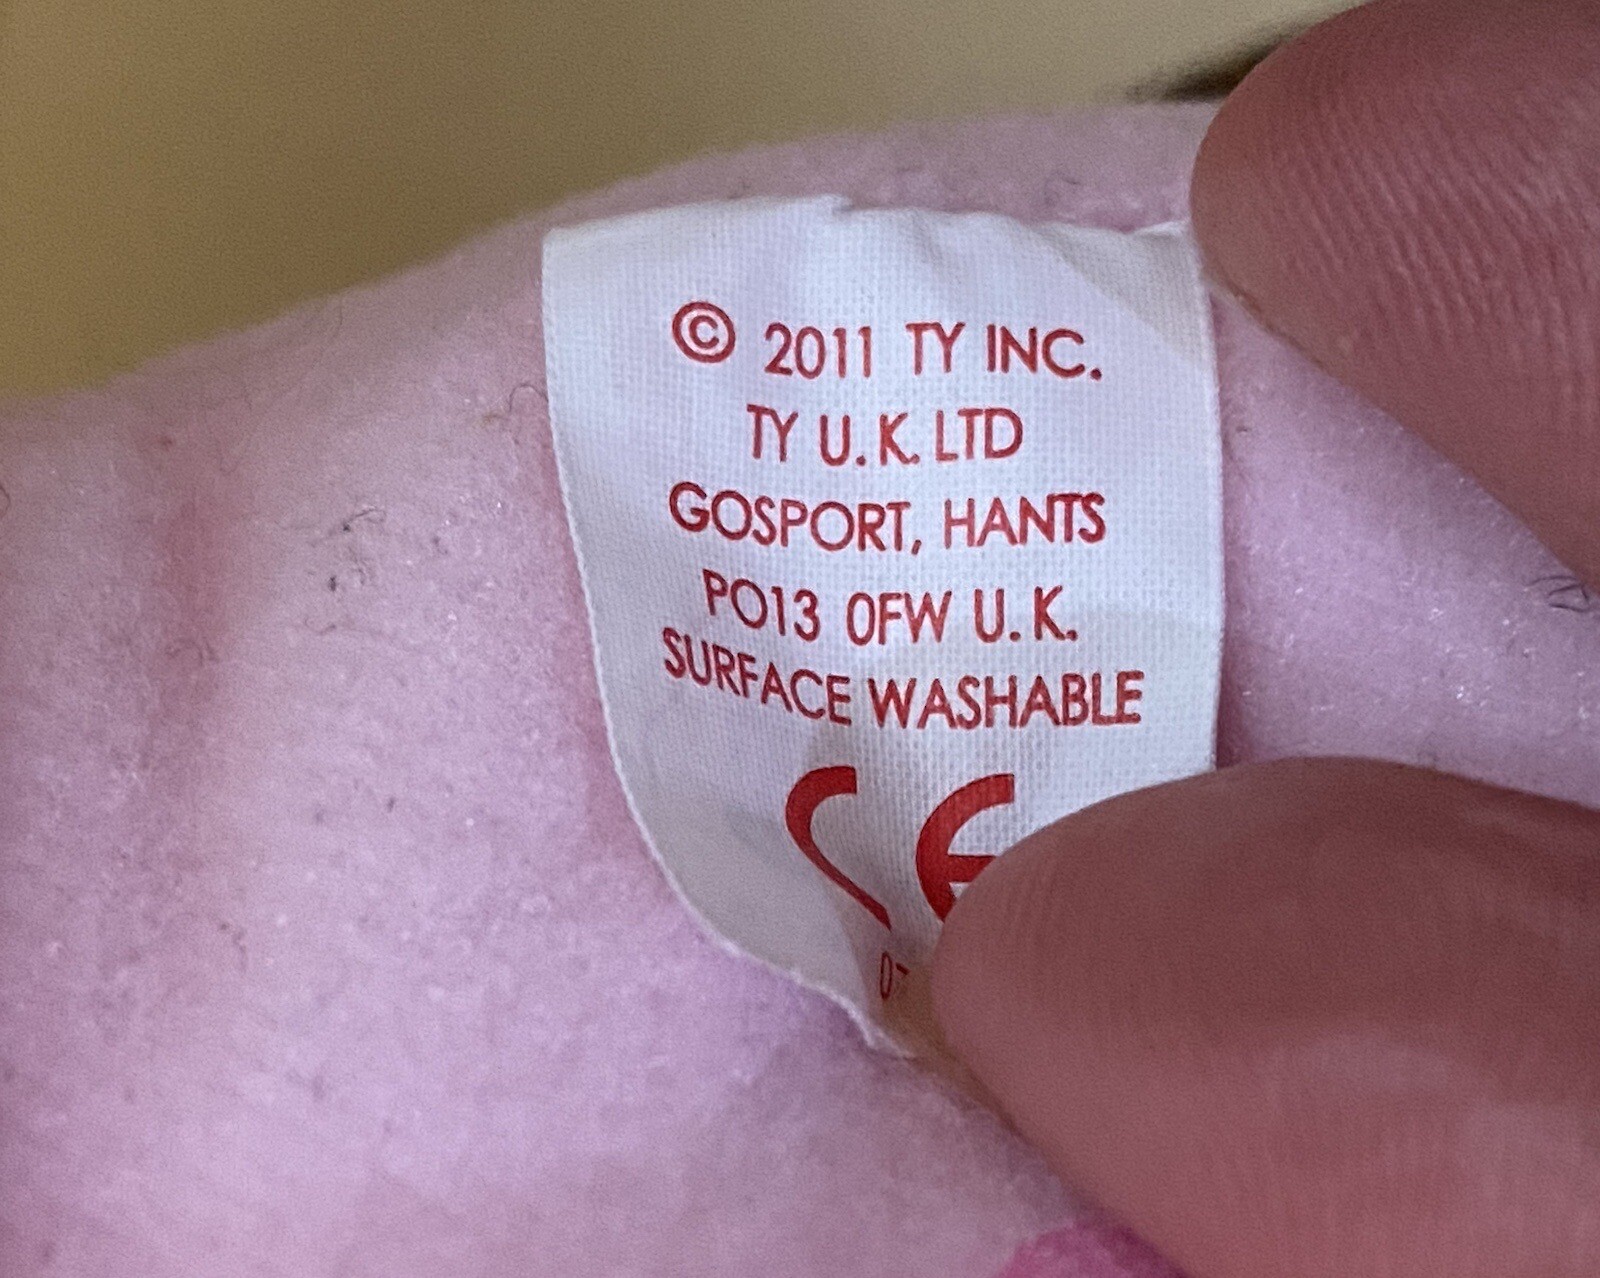 © 2011 TY INC.
TY U.K. LTD
GOSPORT, HANTS
PO13 0FW U.K.
SURFACE WASHABLE
CE